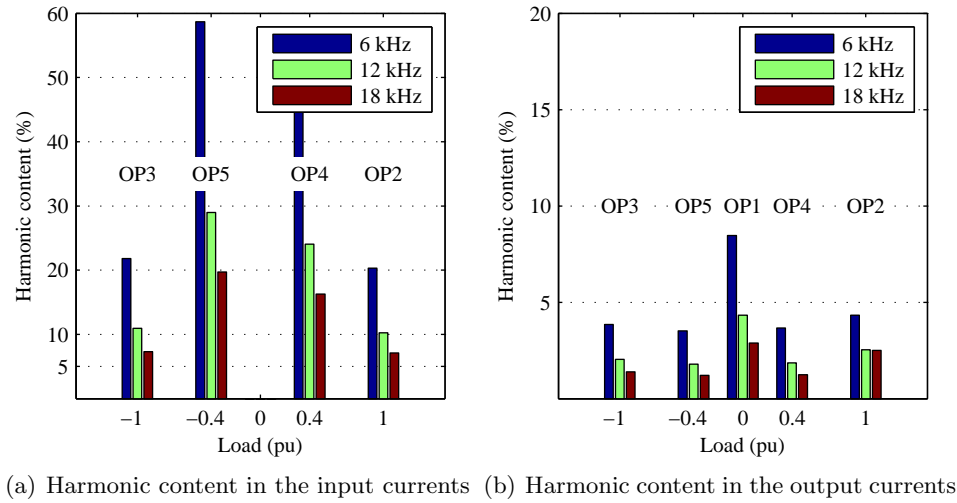 60
50
40
30
20
10
5
Harmonic content (%)
6 kHz
12 kHz
18 kHz
OP3
OP5
OP4
OP2
−1
−0.4
0
0.4
1
Load (pu)
(a) Harmonic content in the input currents
20
15
10
5
Harmonic content (%)
6 kHz
12 kHz
18 kHz
OP3
OP5
OP1
OP4
OP2
−1
−0.4
0
0.4
1
Load (pu)
(b) Harmonic content in the output currents